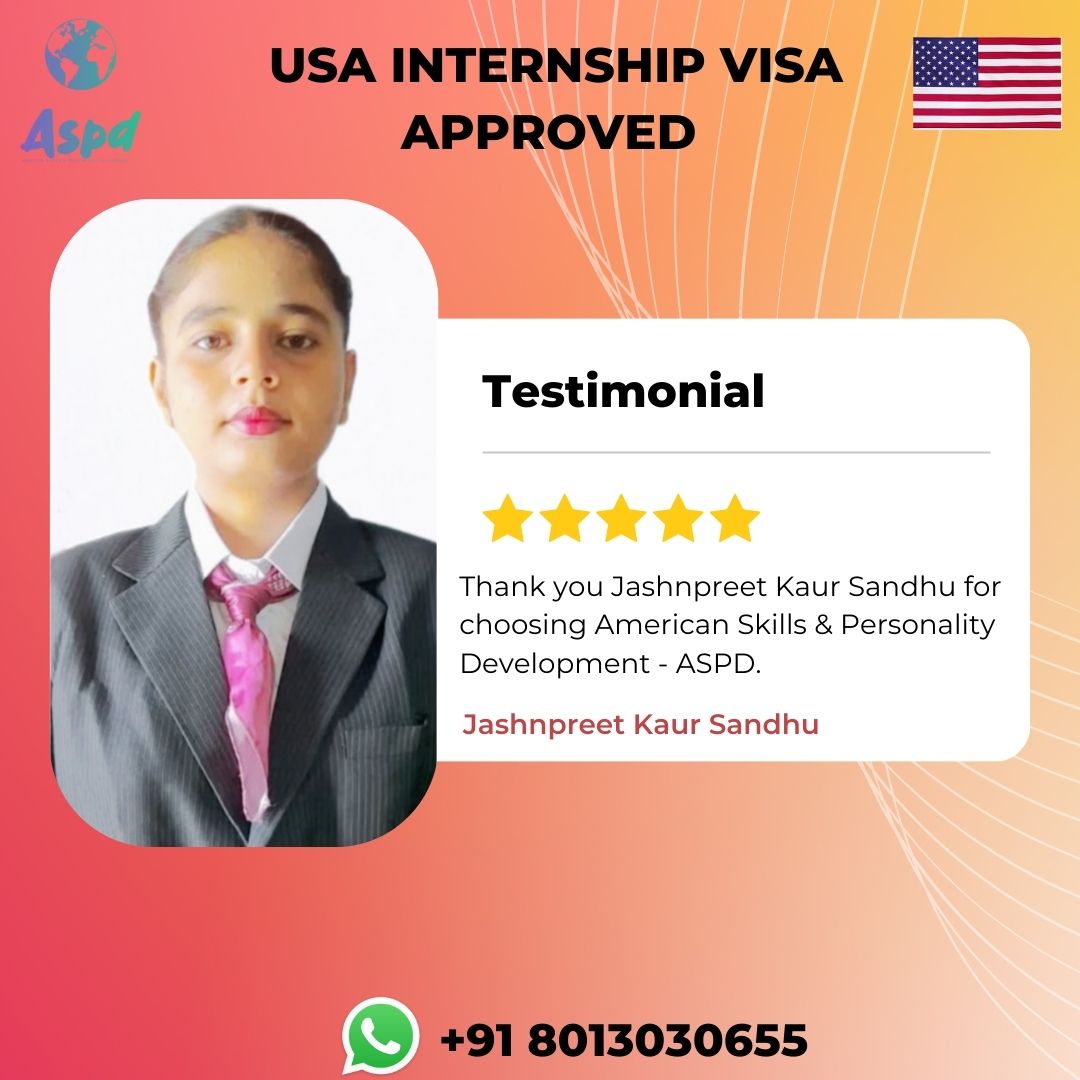 Aspd
USA INTERNSHIP VISA
APPROVED
Testimonial
Thank you Jashnpreet Kaur Sandhu for
choosing American Skills & Personality
Development - ASPD.
Jashnpreet Kaur Sandhu
+91 8013030655